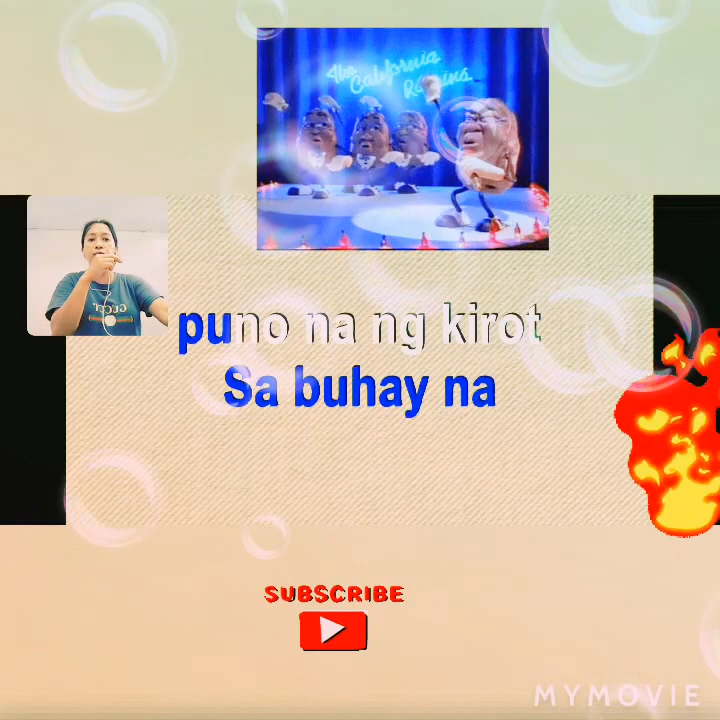 The
California
Raisins
puno na ng kirot
Sa buhay na
SUBSCRIBE
MYMOVIE